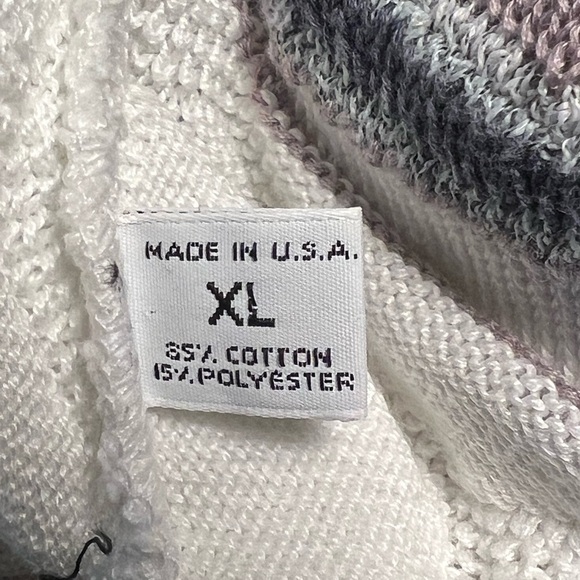 MADE IN U.S.A.
XL
85% COTTON
15% POLYESTER